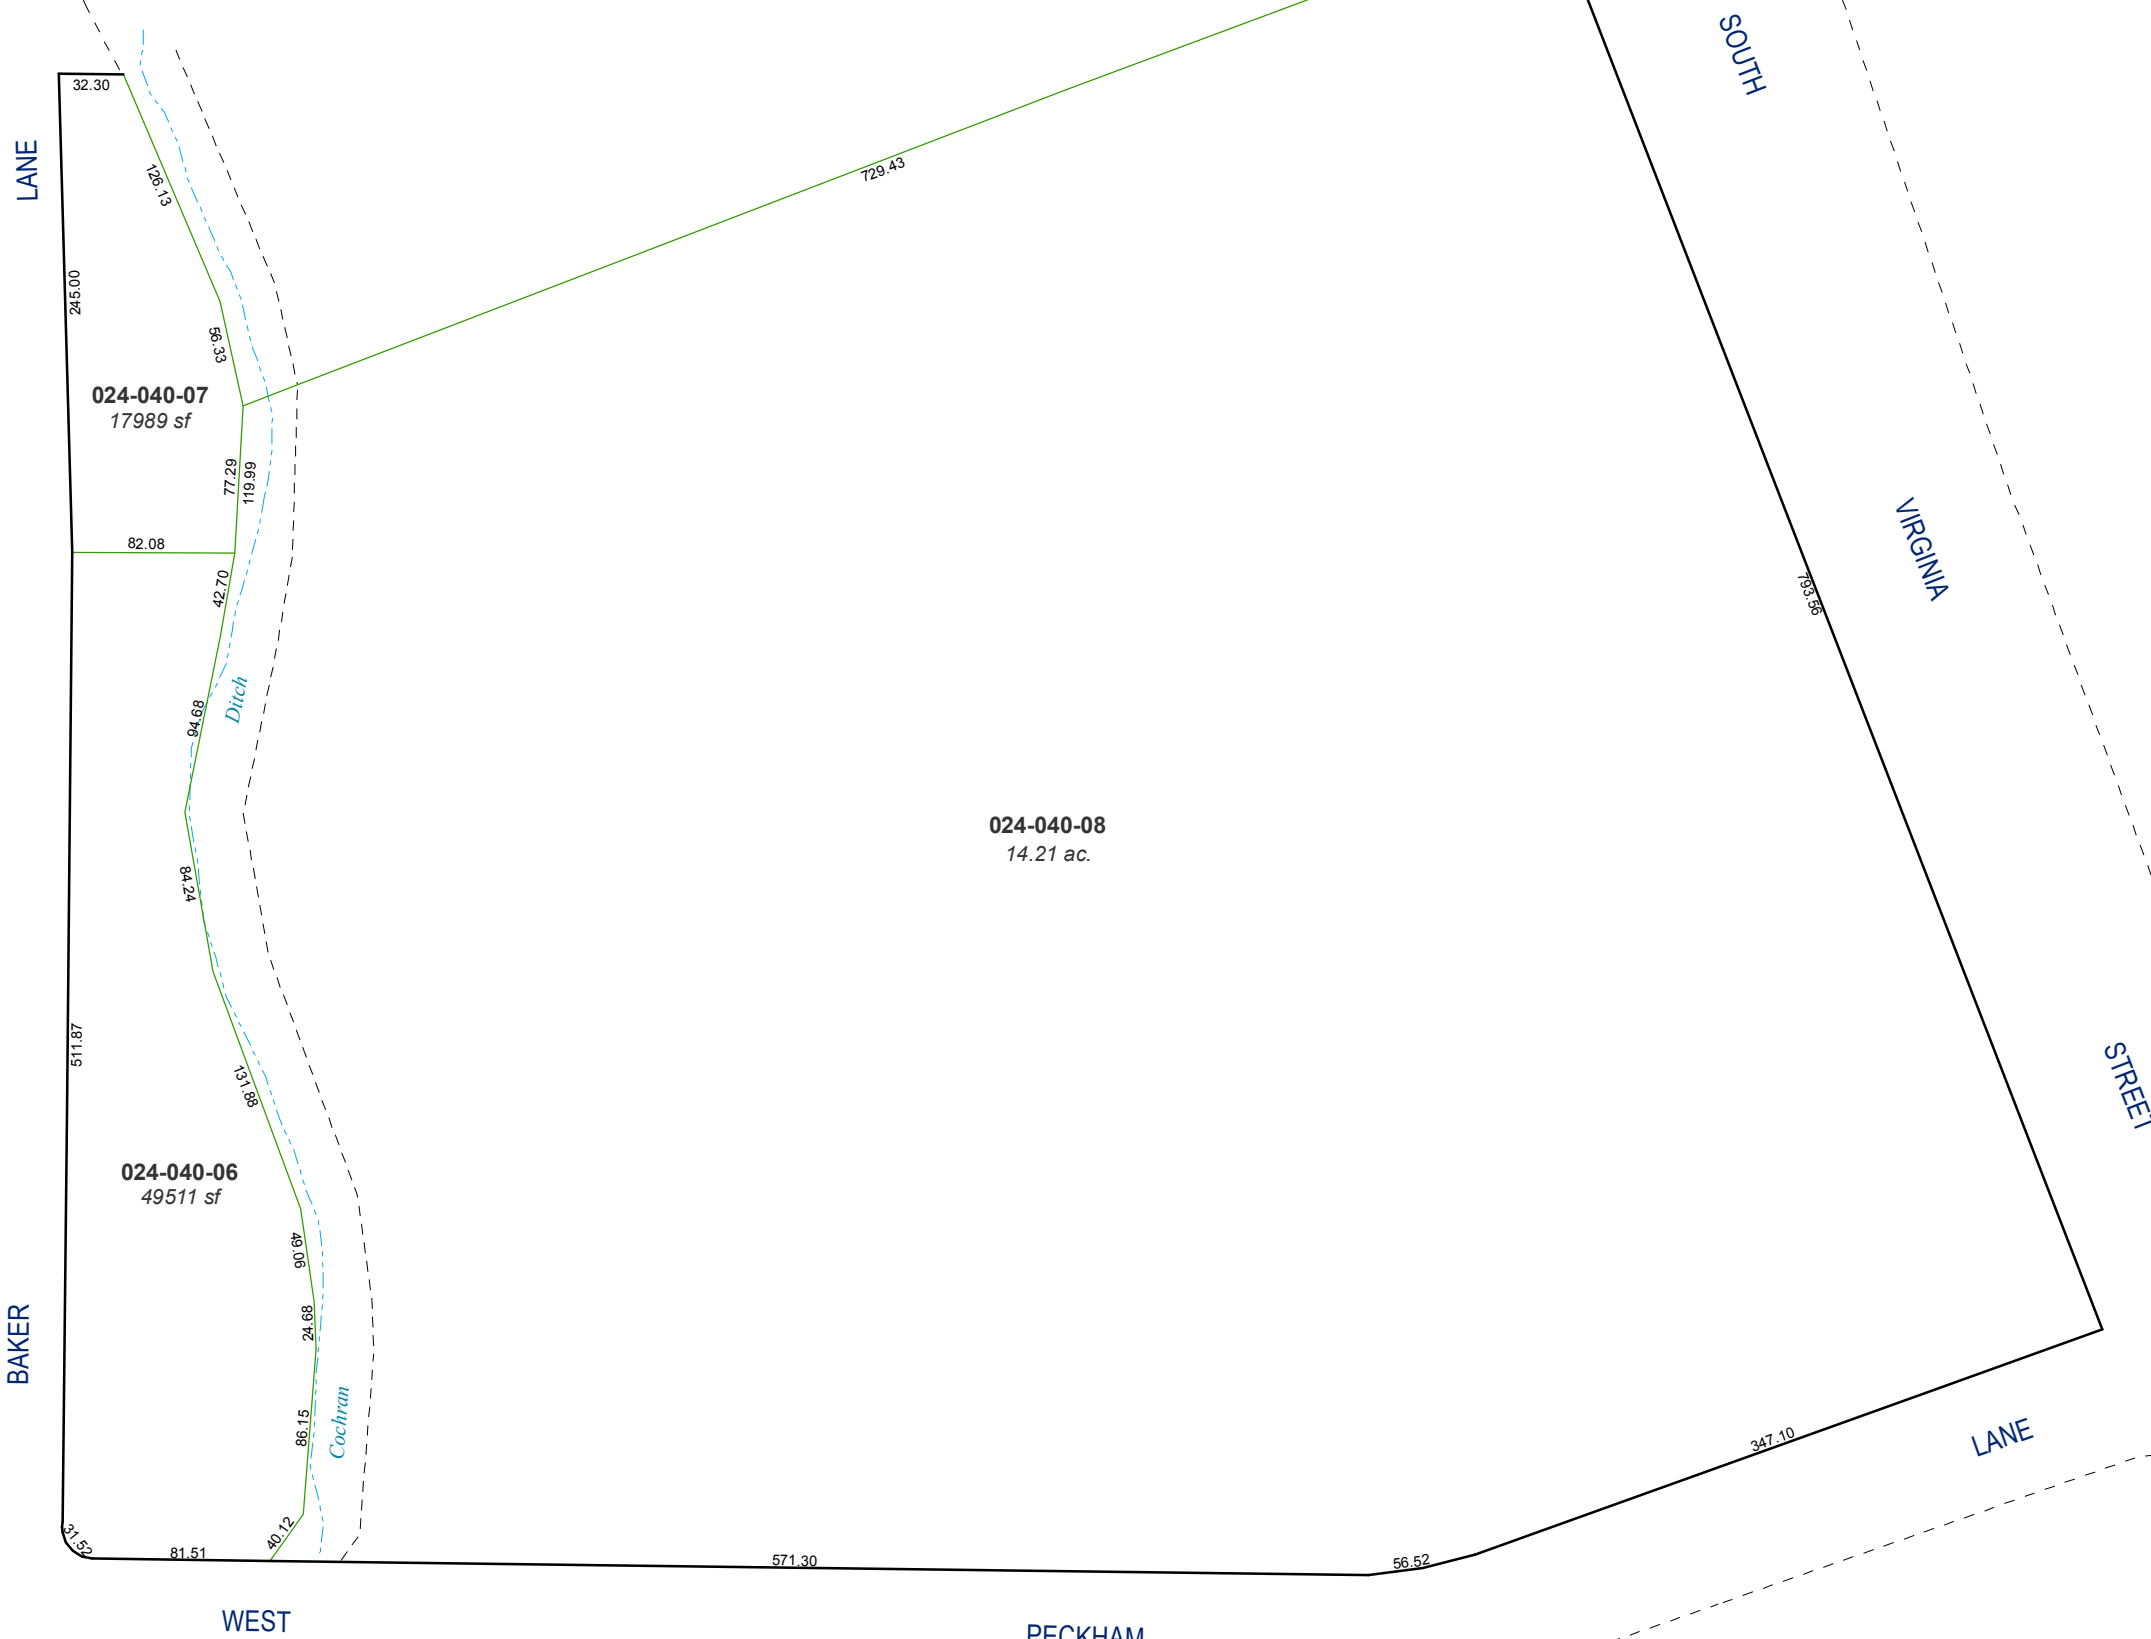 SOUTH
32.30
LANE
126.13
729.43
245.00
56.33
024-040-07
17989 sf
77.29
119.99
VIRGINIA
82.08
42.70
793.56
Ditch
94.68
024-040-08
14.21 ac.
84.24
511.87
131.88
STREET
024-040-06
49511 sf
49.06
24.68
BAKER
Cochran
86.15
347.10
LANE
31.52
40.12
81.51
571.30
56.52
WEST
PECKHAM